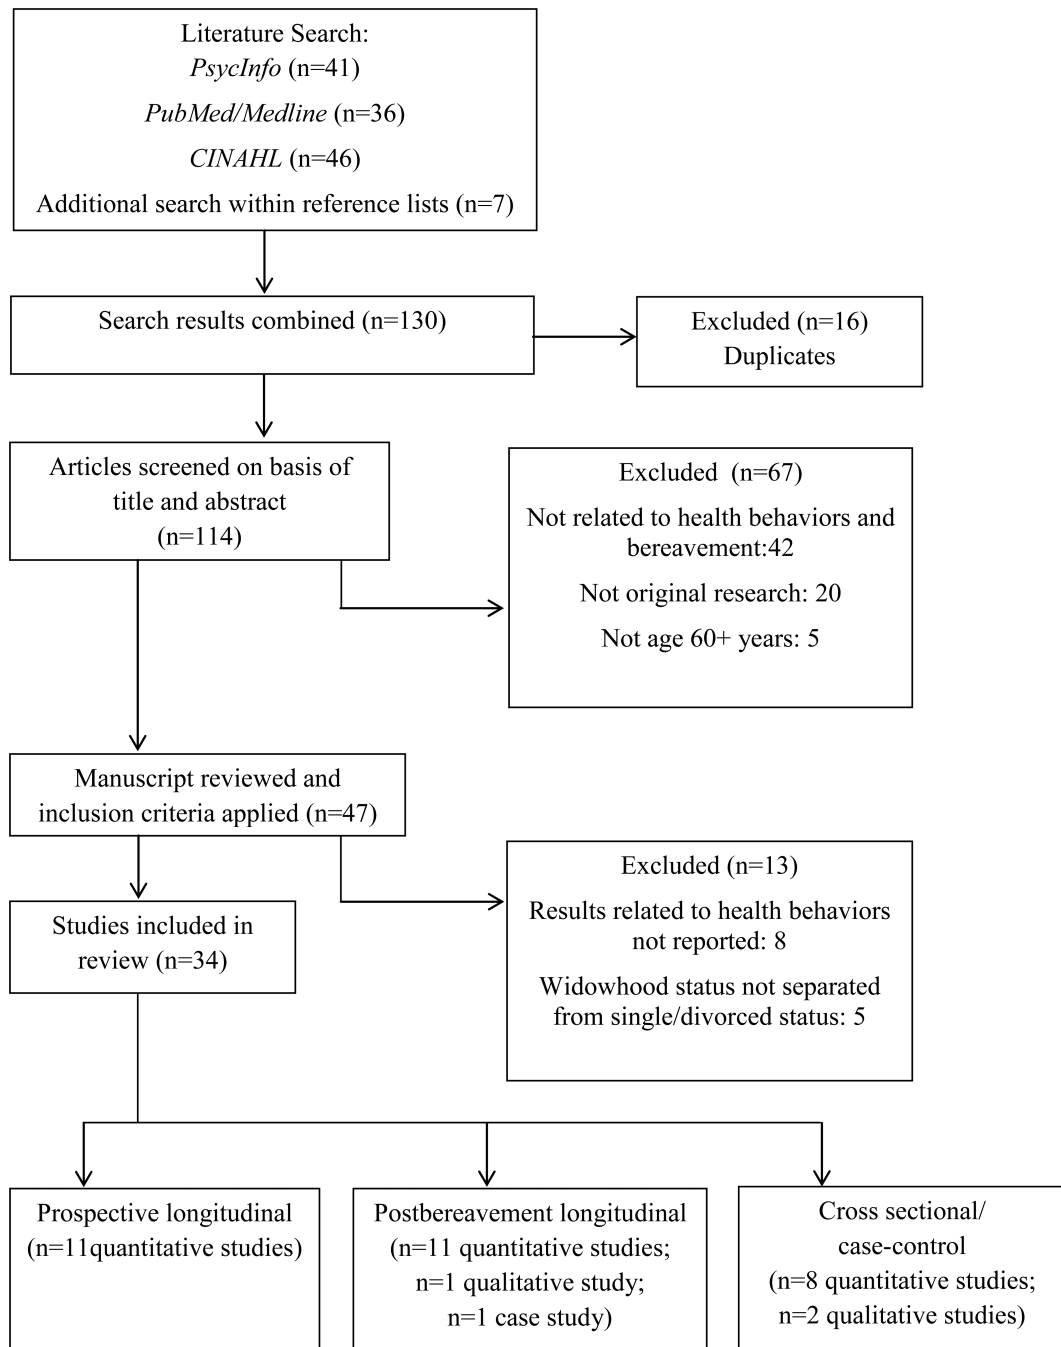 Literature Search:
PsycInfo (n=41)
PubMed/Medline (n=36)
CINAHL (n=46)
Additional search within reference lists (n=7)
Search results combined (n=130)
Excluded (n=16)
Duplicates
Articles screened on basis of
title and abstract
(n=114)
Excluded (n=67)
Not related to health behaviors and
bereavement:42
Not original research: 20
Not age 60+ years: 5
Manuscript reviewed and
inclusion criteria applied (n=47)
Excluded (n=13)
Results related to health behaviors
not reported: 8
Widowhood status not separated
from single/divorced status: 5
Studies included in
review (n=34)
Prospective longitudinal
(n=11quantitative studies)
Postbereavement longitudinal
(n=11 quantitative studies;
n=1 qualitative study;
n=1 case study)
Cross sectional/
case-control
(n=8 quantitative studies;
n=2 qualitative studies)